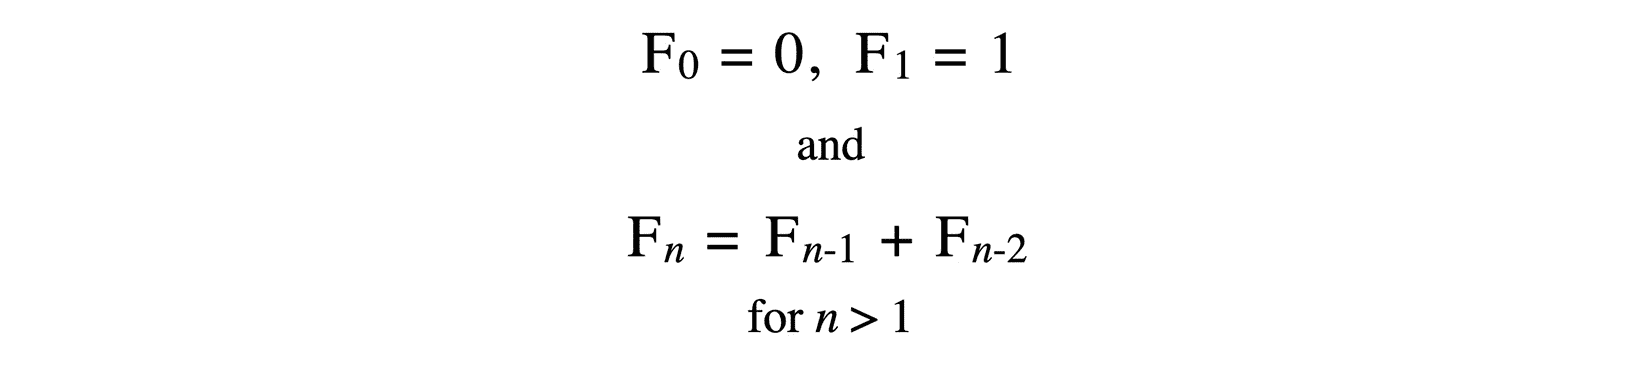 F₀ = 0, F₁ = 1
and
Fₙ = Fₙ₋₁ + Fₙ₋₂
for n > 1